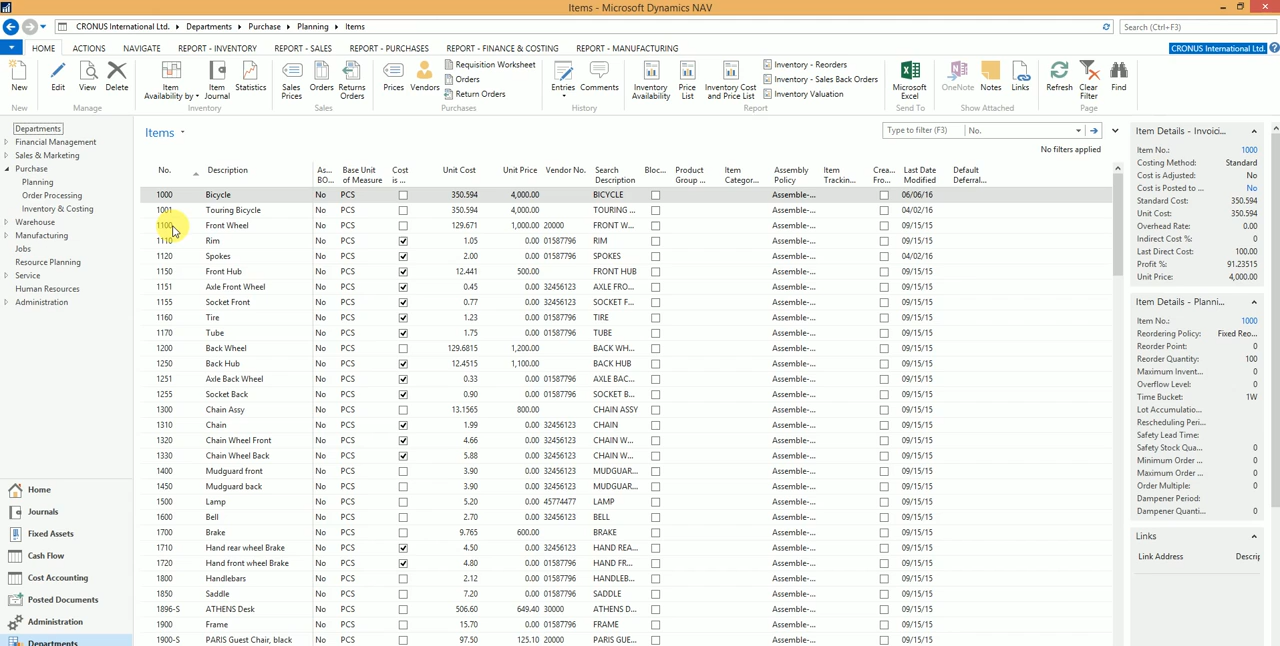 Items - Microsoft Dynamics NAV
CRONUS International Ltd. Departments Purchase Planning Items Search (Ctrl+F3)
HOME ACTIONS NAVIGATE REPORT - INVENTORY REPORT - SALES REPORT - PURCHASES REPORT - FINANCE & COSTING REPORT - MANUFACTURING CRONUS International Ltd.
New Edit View Delete Item Availability by Item Journal Statistics Sales Prices Orders Returns Orders Prices Vendors Requisition Worksheet Orders Return Orders Entries Comments Inventory Availability Price List Inventory Cost and Price List Inventory - Reorders Inventory - Sales Back Orders Inventory Valuation Microsoft Excel OneNote Notes Links Refresh Clear Filter Find
New Manage Inventory Sales Purchases History Report Send To Show Attached Page
Departments
Financial Management
Sales & Marketing
Purchase
Planning
Order Processing
Inventory & Costing
Warehouse
Manufacturing
Jobs
Resource Planning
Service
Human Resources
Administration
Home
Journals
Fixed Assets
Cash Flow
Cost Accounting
Posted Documents
Administration
Departments
Items
Type to filter (F3) No.
No filters applied
No. Description As... BO... Base Unit of Measure Cost is ... Unit Cost Unit Price Vendor No. Search Description Bloc... Product Group ... Item Categor... Assembly Policy Item Trackin... Crea... Fro... Last Date Modified Default Deferral...
1000 Bicycle No PCS 350.594 4,000.00 BICYCLE Assemble-... 06/06/16
1001 Touring Bicycle No PCS 350.594 4,000.00 TOURING ... Assemble-... 04/02/16
1100 Front Wheel No PCS 129.671 1,000.00 20000 FRONT W... Assemble-... 09/15/15
1110 Rim No PCS 1.05 0.00 01587796 RIM Assemble-... 09/15/15
1120 Spokes No PCS 2.00 0.00 01587796 SPOKES Assemble-... 04/02/16
1150 Front Hub No PCS 12.441 500.00 FRONT HUB Assemble-... 09/15/15
1151 Axle Front Wheel No PCS 0.45 0.00 32456123 AXLE FRO... Assemble-... 09/15/15
1155 Socket Front No PCS 0.77 0.00 32456123 SOCKET F... Assemble-... 09/15/15
1160 Tire No PCS 1.23 0.00 01587796 TIRE Assemble-... 09/15/15
1170 Tube No PCS 1.75 0.00 01587796 TUBE Assemble-... 09/15/15
1200 Back Wheel No PCS 129.6815 1,200.00 BACK WH... Assemble-... 09/15/15
1250 Back Hub No PCS 12.4515 1,100.00 BACK HUB Assemble-... 09/15/15
1251 Axle Back Wheel No PCS 0.33 0.00 01587796 AXLE BAC... Assemble-... 09/15/15
1255 Socket Back No PCS 0.90 0.00 01587796 SOCKET B... Assemble-... 09/15/15
1300 Chain Assy No PCS 13.1565 800.00 CHAIN ASSY Assemble-... 09/15/15
1310 Chain No PCS 1.99 0.00 32456123 CHAIN Assemble-... 09/15/15
1320 Chain Wheel Front No PCS 4.66 0.00 32456123 CHAIN W... Assemble-... 09/15/15
1330 Chain Wheel Back No PCS 5.88 0.00 32456123 CHAIN W... Assemble-... 09/15/15
1400 Mudguard front No PCS 3.90 0.00 32456123 MUDGUAR... Assemble-... 09/15/15
1450 Mudguard back No PCS 3.90 0.00 32456123 MUDGUAR... Assemble-... 09/15/15
1500 Lamp No PCS 5.20 0.00 45774477 LAMP Assemble-... 09/15/15
1600 Bell No PCS 2.70 0.00 32456123 BELL Assemble-... 09/15/15
1700 Brake No PCS 9.765 600.00 BRAKE Assemble-... 09/15/15
1710 Hand rear wheel Brake No PCS 4.50 0.00 32456123 HAND REA... Assemble-... 09/15/15
1720 Hand front wheel Brake No PCS 4.80 0.00 01587796 HAND FR... Assemble-... 09/15/15
1800 Handlebars No PCS 2.12 0.00 01587796 HANDLEB... Assemble-... 09/15/15
1850 Saddle No PCS 7.20 0.00 01587796 SADDLE Assemble-... 09/15/15
1896-S ATHENS Desk No PCS 506.60 649.40 30000 ATHENS D... Assemble-... 09/15/15
1900 Frame No PCS 15.70 0.00 01587796 FRAME Assemble-... 09/15/15
1900-S PARIS Guest Chair, black No PCS 97.50 125.10 20000 PARIS GUE... Assemble-... 09/15/15
Item Details - Invoici...
Item No.: 1000
Costing Method: Standard
Cost is Adjusted: No
Cost is Posted to ... No
Standard Cost: 350.594
Unit Cost: 350.594
Overhead Rate: 0.00
Indirect Cost %: 0
Last Direct Cost: 100.00
Profit %: 91.23515
Unit Price: 4,000.00
Item Details - Planni...
Item No.: 1000
Reordering Policy: Fixed Reo...
Reorder Point: 0
Reorder Quantity: 100
Maximum Invent... 0
Overflow Level: 0
Time Bucket: 1W
Lot Accumulatio...
Rescheduling Peri...
Safety Lead Time:
Safety Stock Qua... 0
Minimum Order ... 0
Maximum Order ... 0
Order Multiple: 0
Dampener Period:
Dampener Quanti... 0
Links
Link Address Descrip